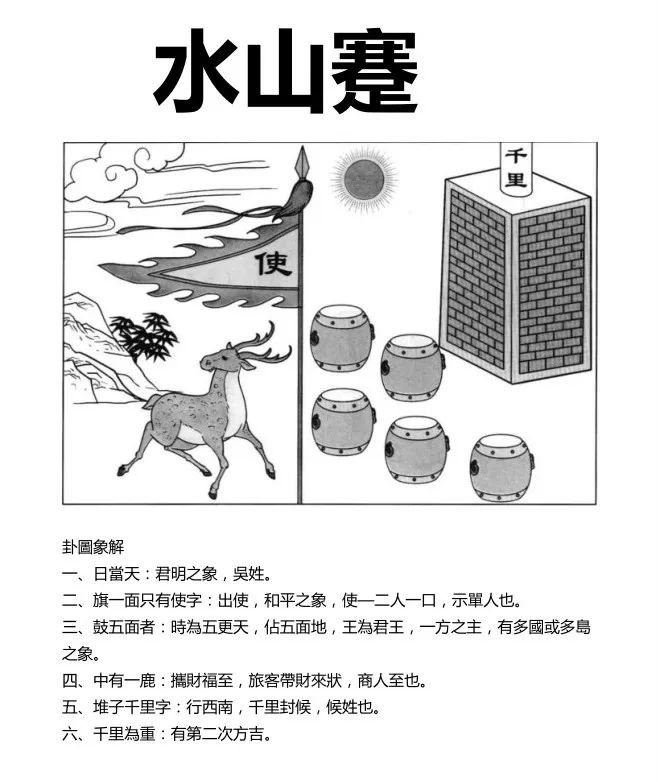 水山蹇
使
千里
卦圖象解
一、日當天：君明之象，吳姓。
二、旗一面只有使字：出使，和平之象，使—二人一口，示單人也。
三、鼓五面者：時為五更天，佔五面地，王為君王，一方之主，有多國或多島
之象。
四、中有一鹿：攜財福至，旅客帶財來狀，商人至也。
五、堆子千里字：行西南，千里封候，候姓也。
六、千里為重：有第二次方吉。